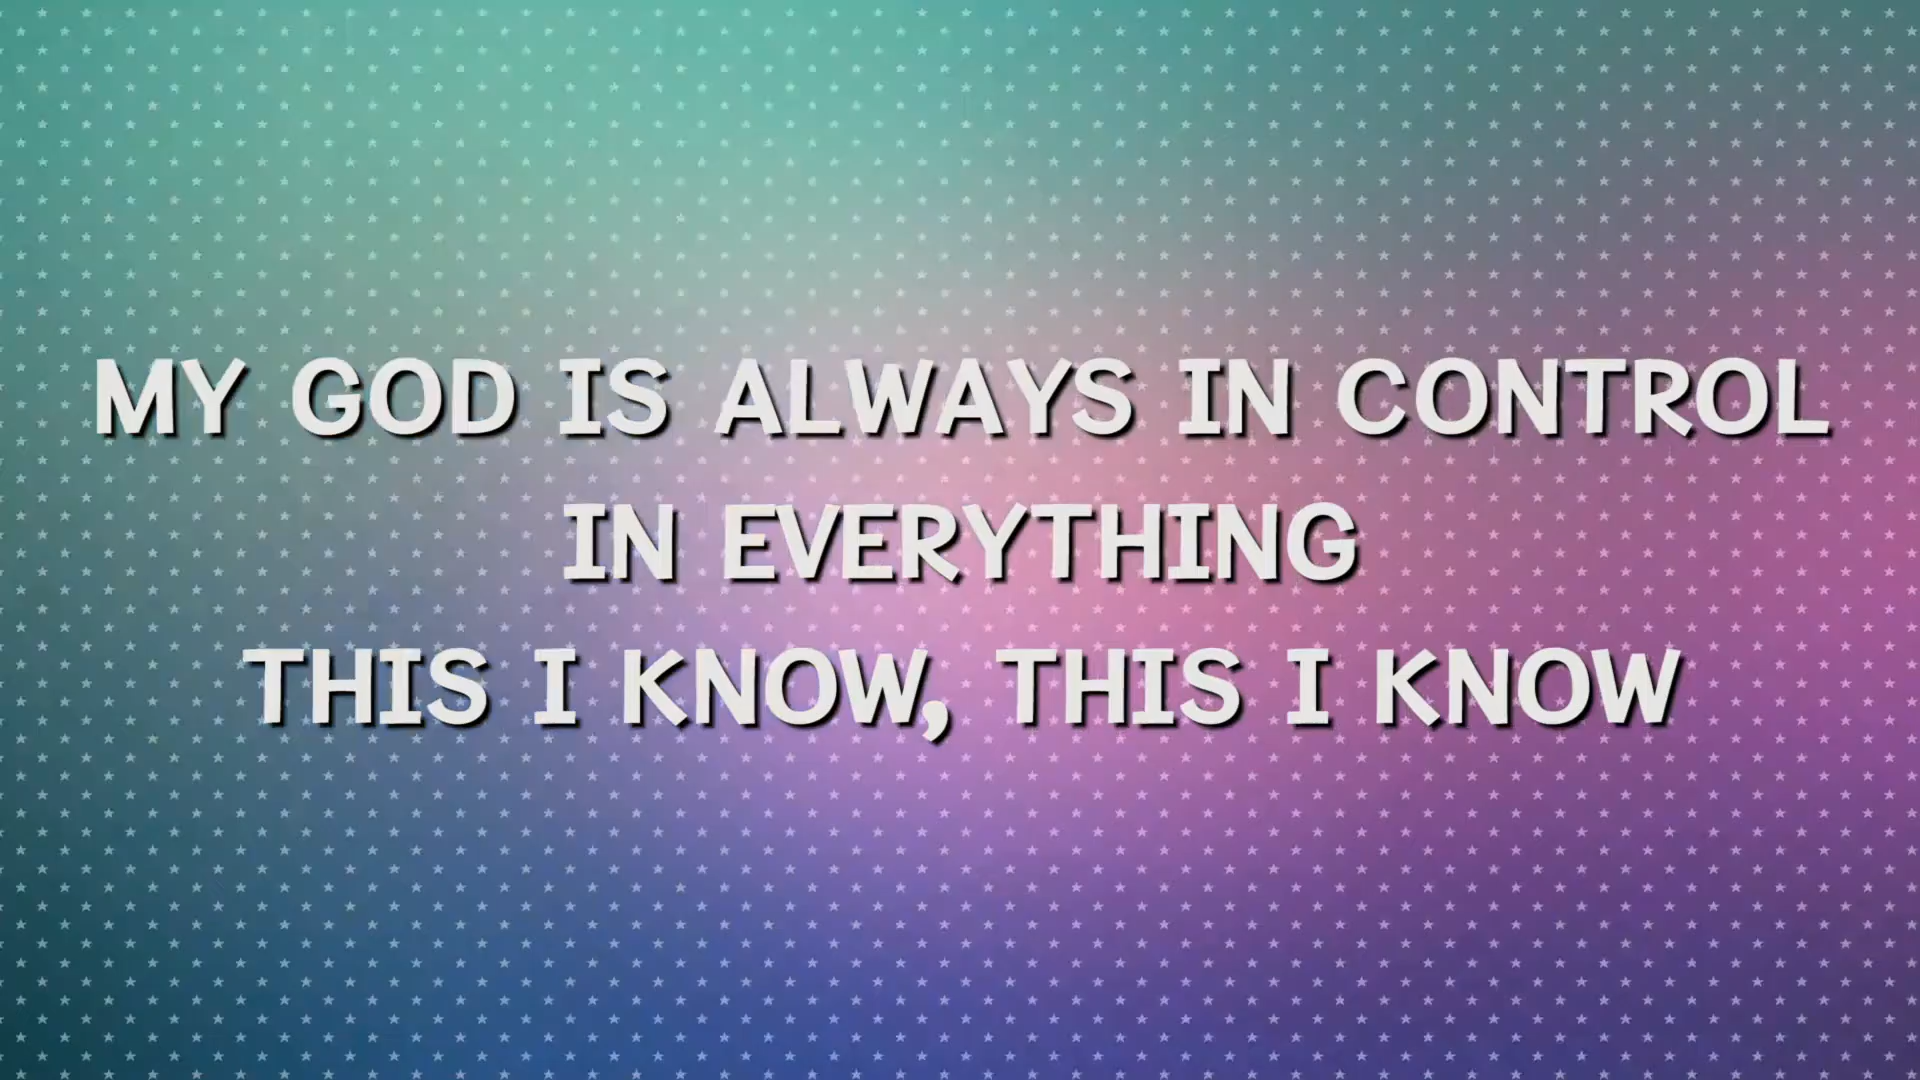 MY GOD IS ALWAYS IN CONTROL
IN EVERYTHING
THIS I KNOW, THIS I KNOW